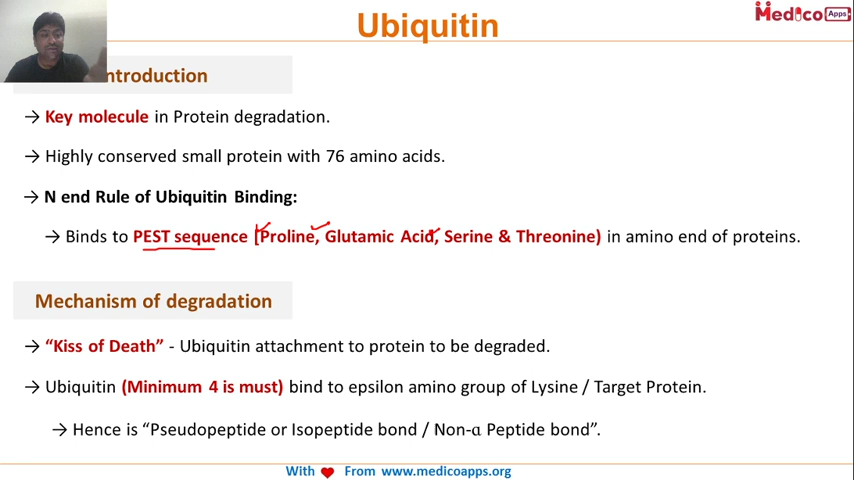 Ubiquitin
Medico Apps
ntroduction
→ Key molecule in Protein degradation.
→ Highly conserved small protein with 76 amino acids.
→ N end Rule of Ubiquitin Binding:
→ Binds to PEST sequence [Proline, Glutamic Acid, Serine & Threonine) in amino end of proteins.
Mechanism of degradation
→ “Kiss of Death” - Ubiquitin attachment to protein to be degraded.
→ Ubiquitin (Minimum 4 is must) bind to epsilon amino group of Lysine / Target Protein.
→ Hence is “Pseudopeptide or Isopeptide bond / Non-α Peptide bond”.
With ❤ From www.medicoapps.org